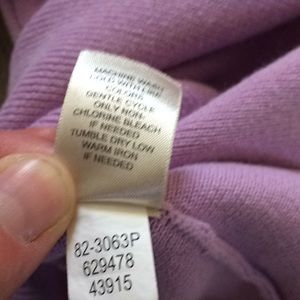 MACHINE WASH
COLD WITH LIKE
COLORS
GENTLE CYCLE
ONLY NON-
CHLORINE BLEACH
IF NEEDED
TUMBLE DRY LOW
WARM IRON
IF NEEDED
82-3063P
629478
43915